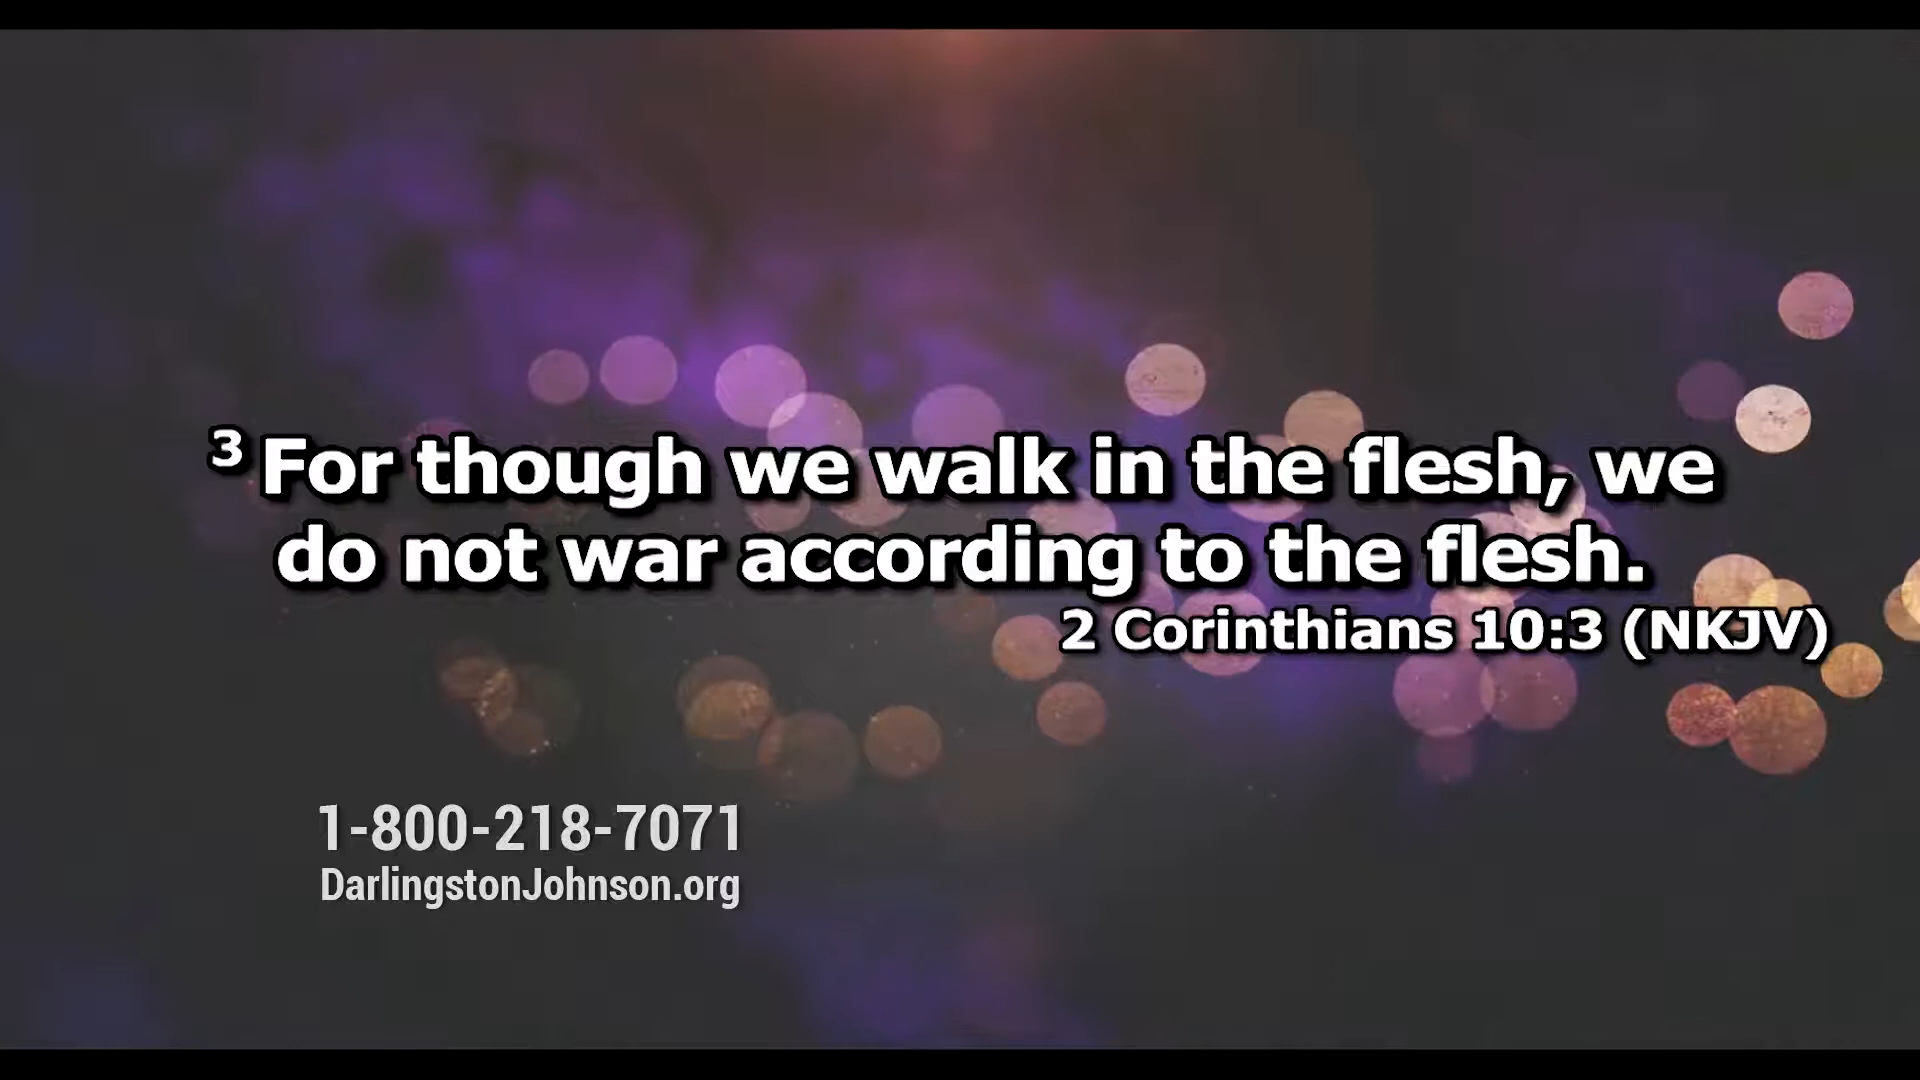 3 For though we walk in the flesh, we
do not war according to the flesh.
2 Corinthians 10:3 (NKJV)
1-800-218-7071
DarlingstonJohnson.org